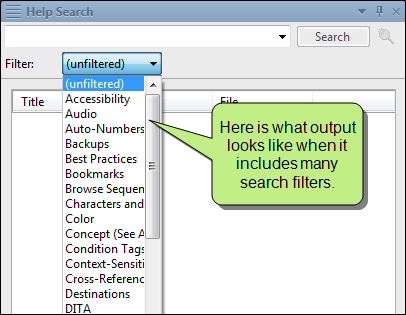 Help Search
Search
Filter:
(unfiltered)
(unfiltered)
Title
File
Accessibility
Audio
Auto-Numbers
Backups
Best Practices
Bookmarks
Browse Sequen
Characters and
Color
Concept (See A
Condition Tags
Context-Sensiti
Cross-Reference
Destinations
DITA
Here is what output
looks like when it
includes many
search filters.